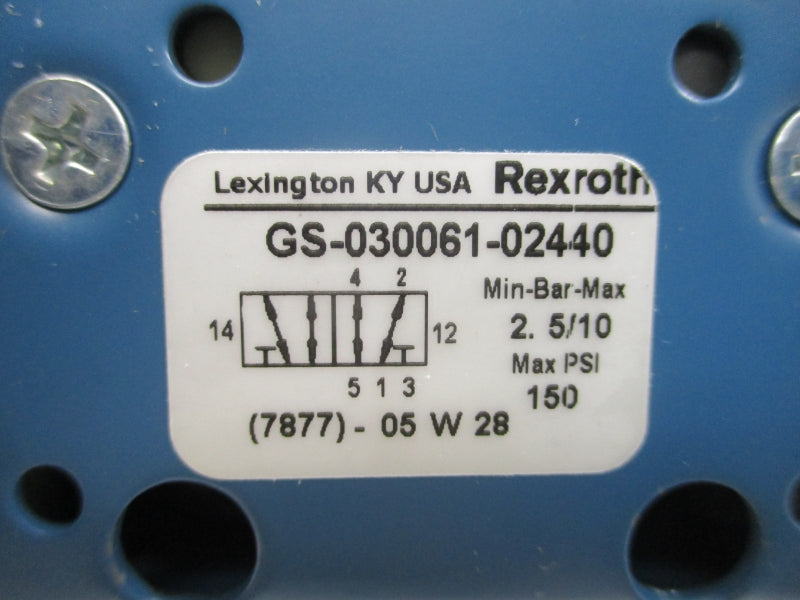 Lexington KY USA Rexroth
GS-030061-02440
4 2
Min-Bar-Max
14
12
2. 5/10
Max PSI
5 1 3
150
(7877) - 05 W 28